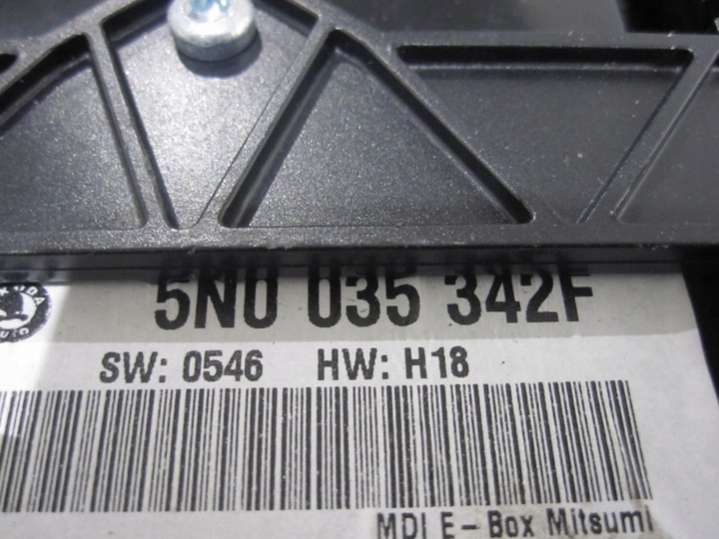 5N0 035 342F
SW: 0546 HW: H18
MDI E-Box Mitsumi